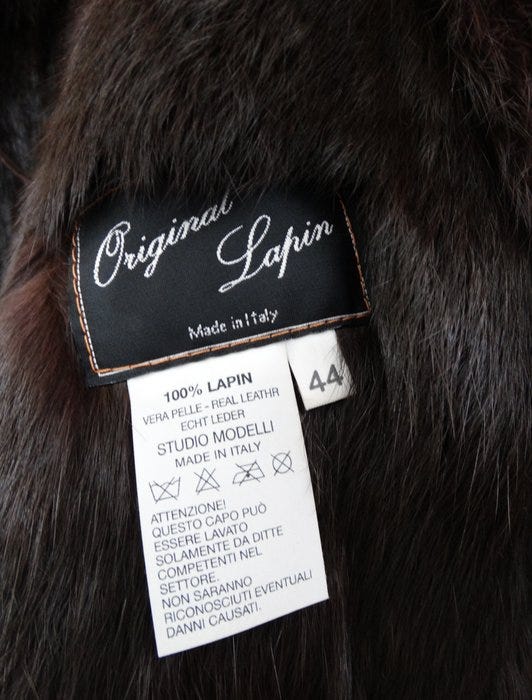 Original
Lapin
Made in Italy
44
100% LAPIN
VERA PELLE - REAL LEATHR
ECHT LEDER
STUDIO MODELLI
MADE IN ITALY
ATTENZIONE!
QUESTO CAPO PUÒ
ESSERE LAVATO
SOLAMENTE DA DITTE
COMPETENTI NEL
SETTORE.
NON SARANNO
RICONOSCIUTI EVENTUALI
DANNI CAUSATI.